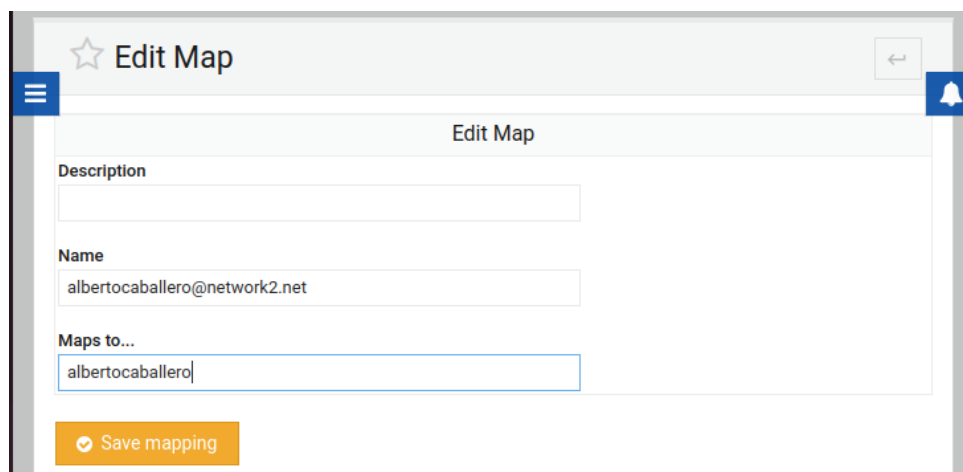 Edit Map
Edit Map
Description
Name
albertocaballero@network2.net
Maps to...
albertocaballero
Save mapping